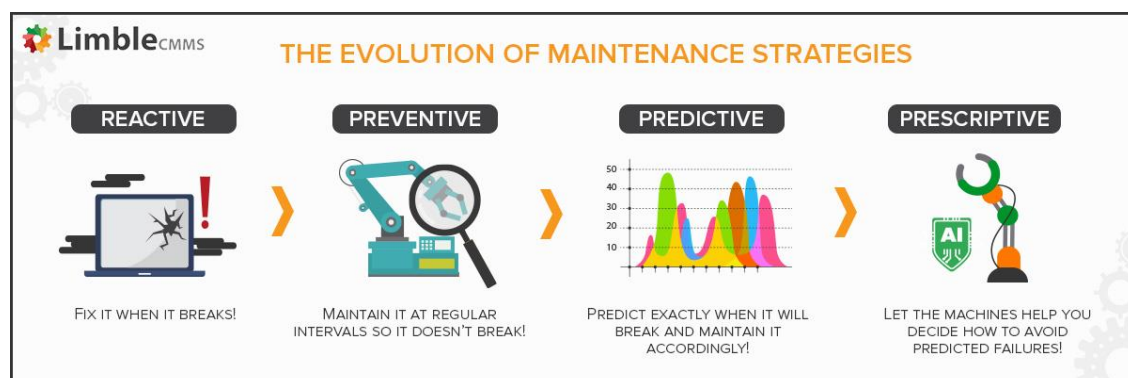 Limble CMMS
THE EVOLUTION OF MAINTENANCE STRATEGIES
REACTIVE
FIX IT WHEN IT BREAKS!
PREVENTIVE
MAINTAIN IT AT REGULAR
INTERVALS SO IT DOESN'T BREAK!
PREDICTIVE
50
40
30
20
10
PREDICT EXACTLY WHEN IT WILL
BREAK AND MAINTAIN IT
ACCORDINGLY!
PRESCRIPTIVE
AI
LET THE MACHINES HELP YOU
DECIDE HOW TO AVOID
PREDICTED FAILURES!